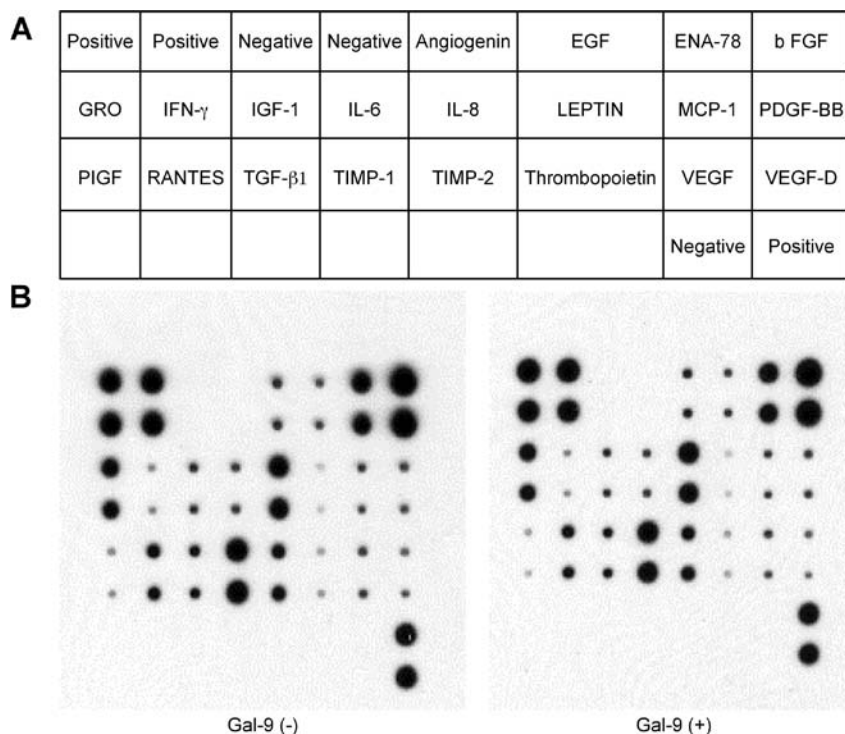 A
Positive Positive Negative Negative Angiogenin EGF ENA-78 b FGF
GRO IFN-γ IGF-1 IL-6 IL-8 LEPTIN MCP-1 PDGF-BB
PIGF RANTES TGF-β1 TIMP-1 TIMP-2 Thrombopoietin VEGF VEGF-D
Negative Positive
B
Gal-9 (-) Gal-9 (+)